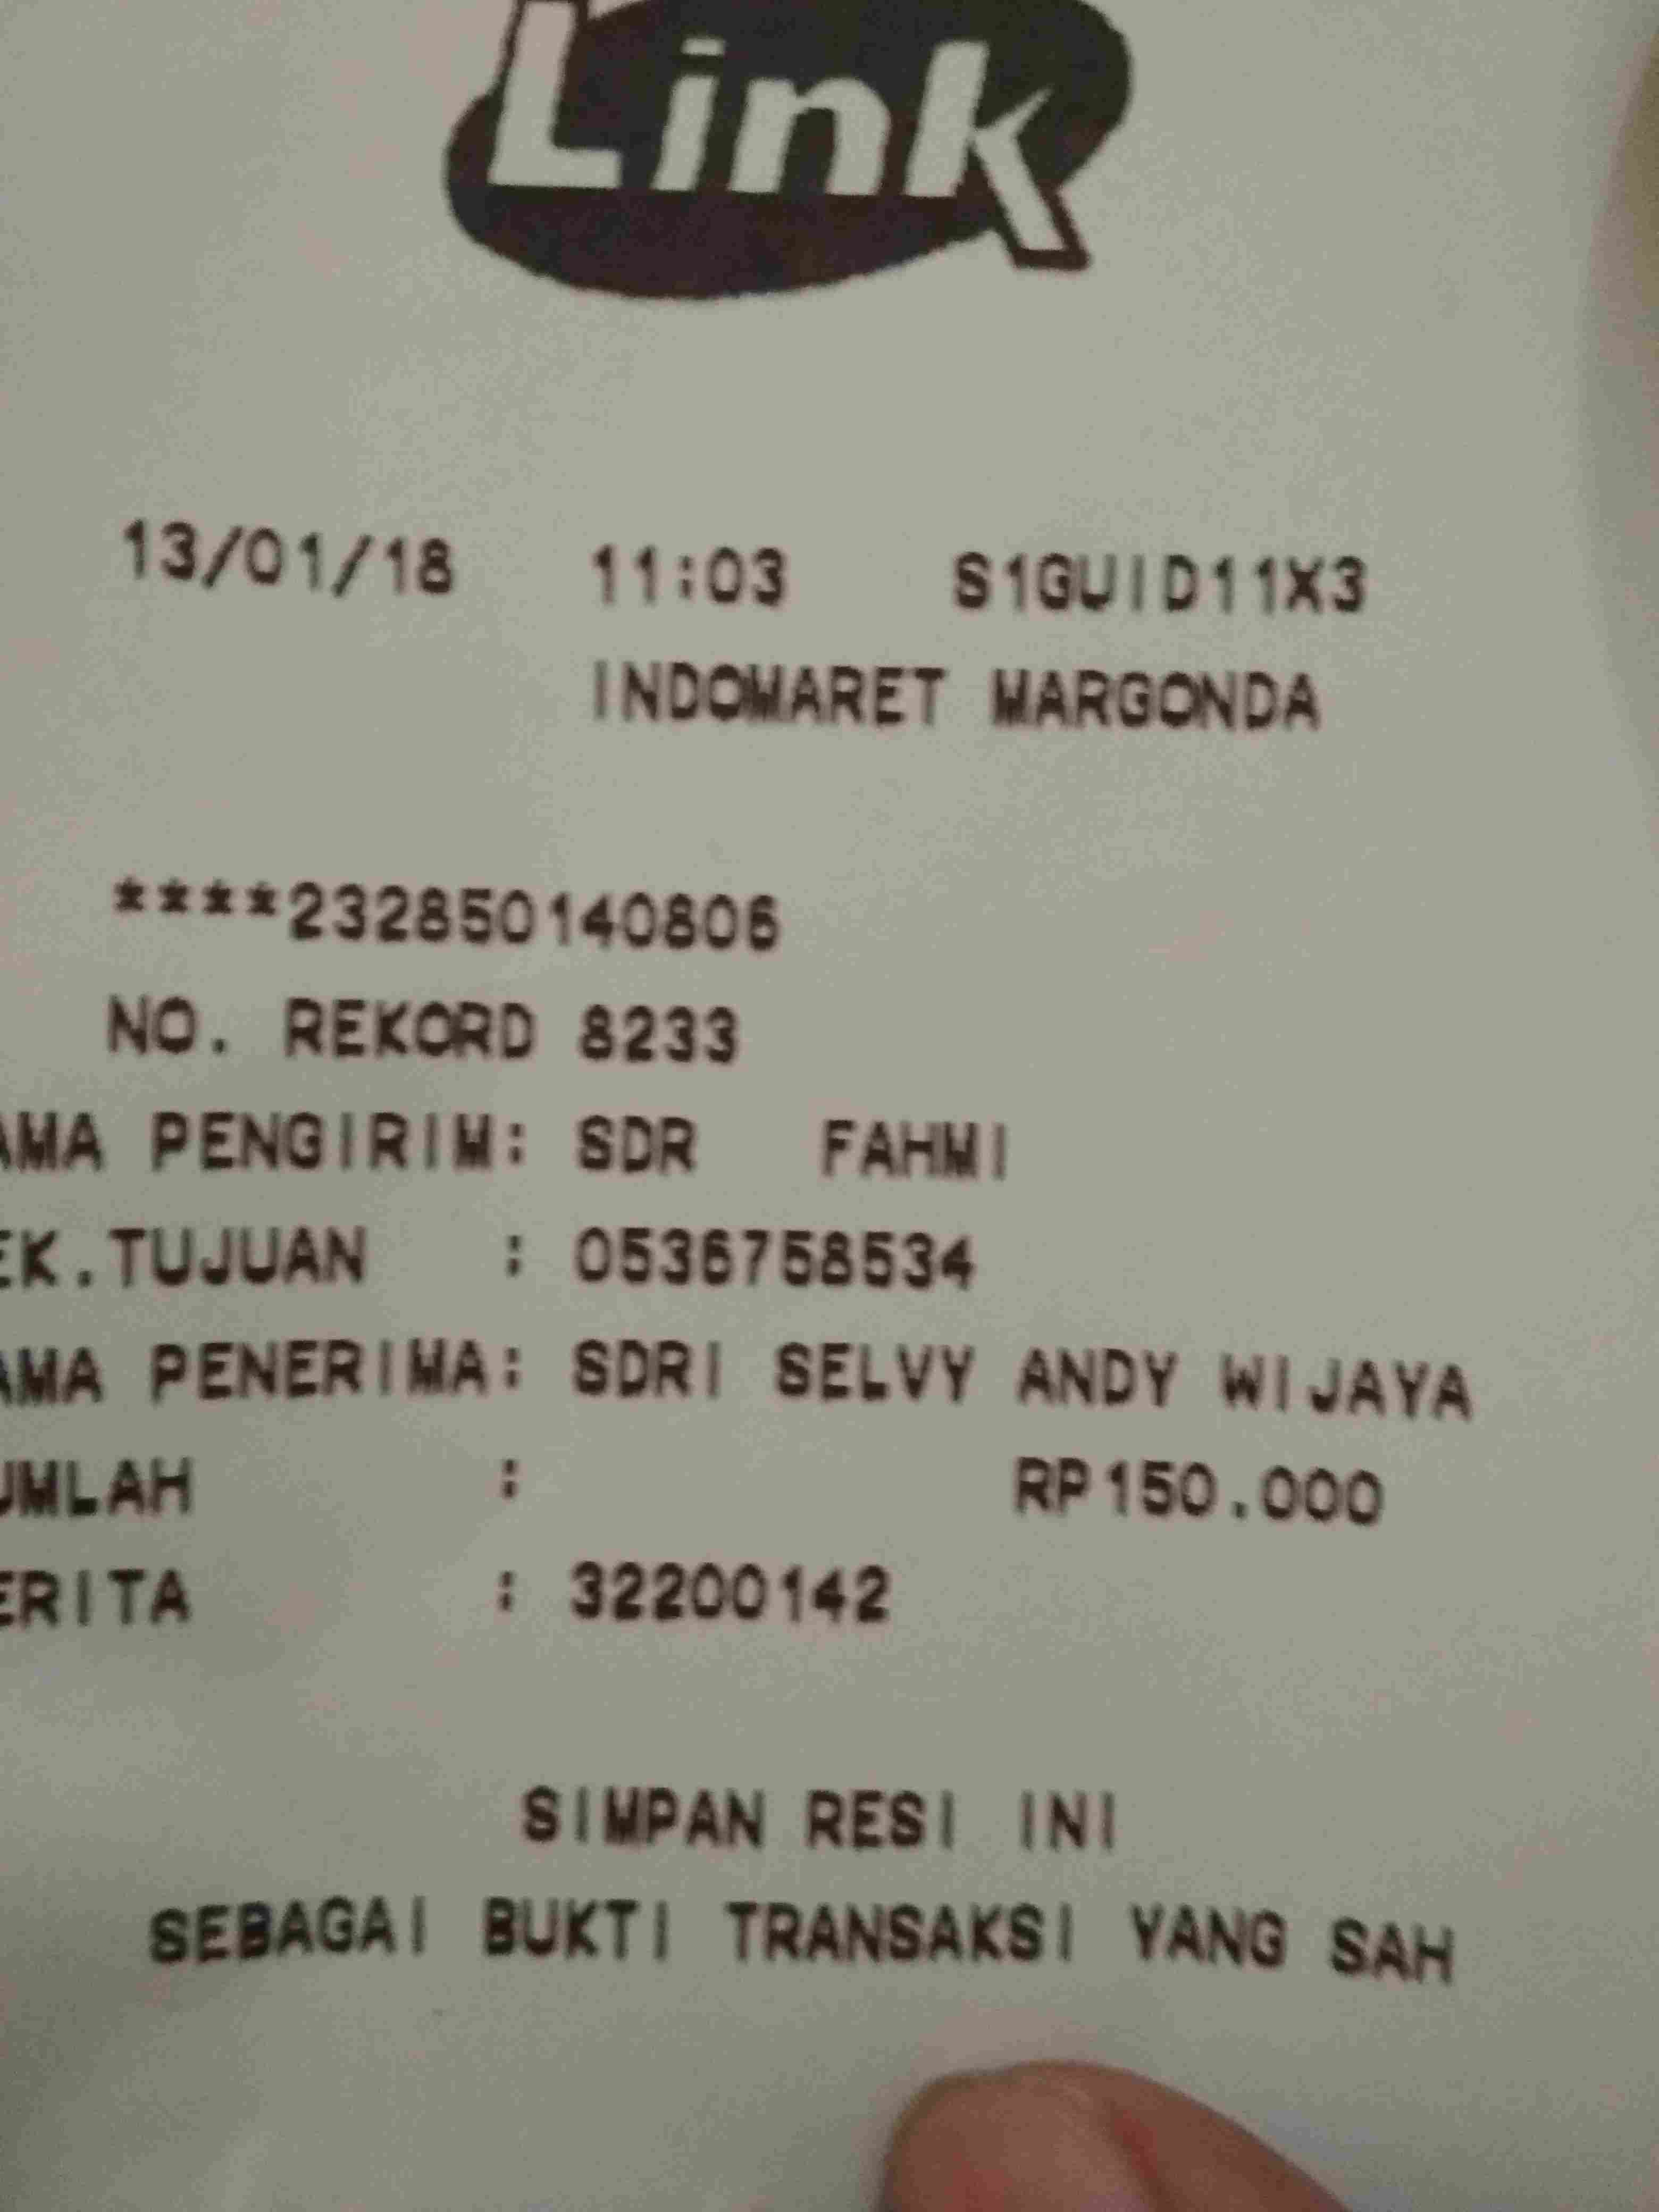 Link
13/01/18 11:03 S1GUID11X3
INDOMARET MARGONDA
****232850140806
NO. REKORD 8233
AMA PENGIRIM: SDR FAHMI
EK.TUJUAN : 0536758534
AMA PENERIMA: SDRI SELVY ANDY WIJAYA
UMLAH : RP150.000
ERITA : 32200142
SIMPAN RESI INI
SEBAGAI BUKTI TRANSAKSI YANG SAH